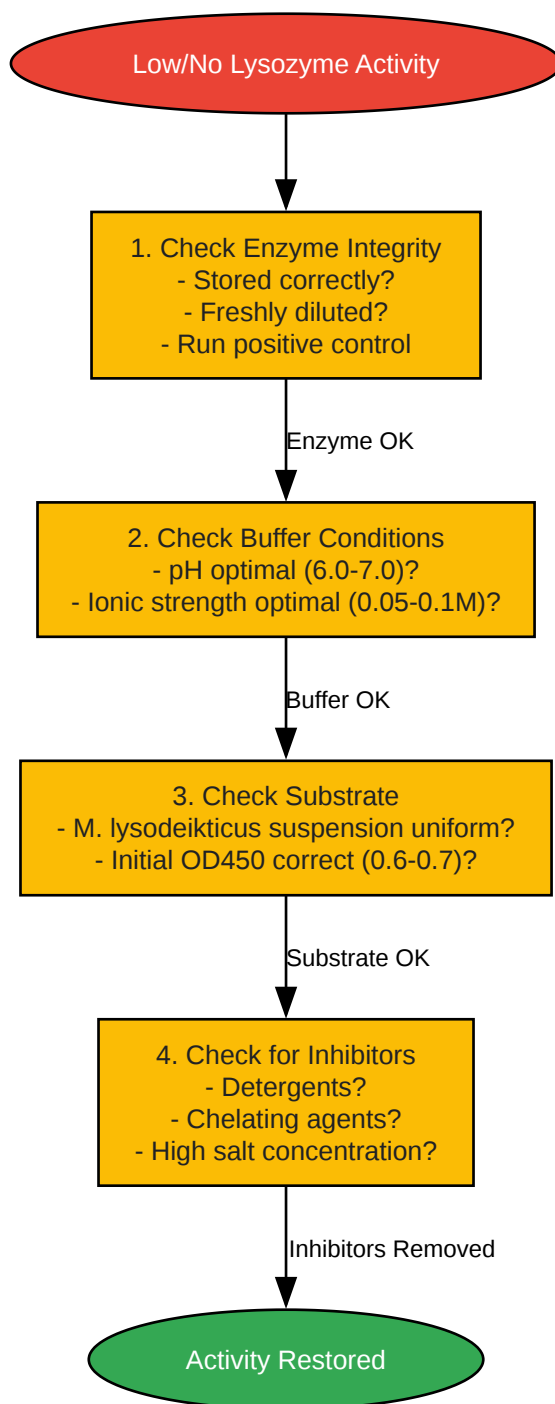 Low/No Lysozyme Activity
1. Check Enzyme Integrity
- Stored correctly?
- Freshly diluted?
- Run positive control
Enzyme OK
2. Check Buffer Conditions
- pH optimal (6.0-7.0)?
- Ionic strength optimal (0.05-0.1M)?
Buffer OK
3. Check Substrate
- M. lysodeikticus suspension uniform?
- Initial OD450 correct (0.6-0.7)?
Substrate OK
4. Check for Inhibitors
- Detergents?
- Chelating agents?
- High salt concentration?
Inhibitors Removed
Activity Restored